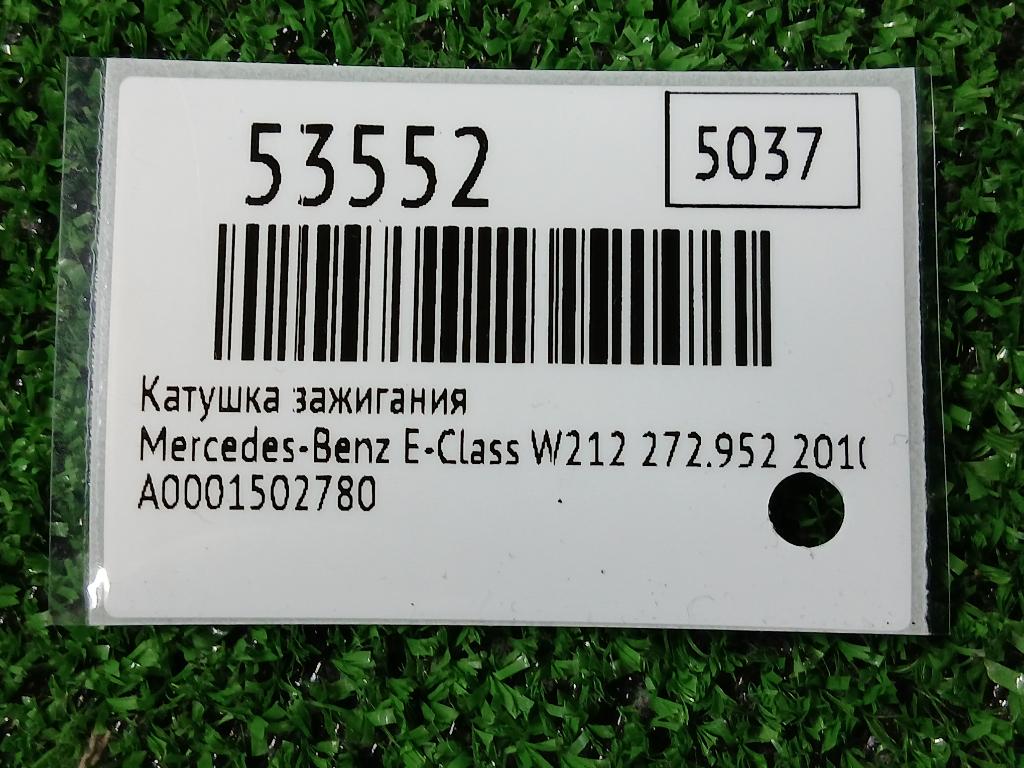 53552
5037
Катушка зажигания
Mercedes-Benz E-Class W212 272.952
A0001502780